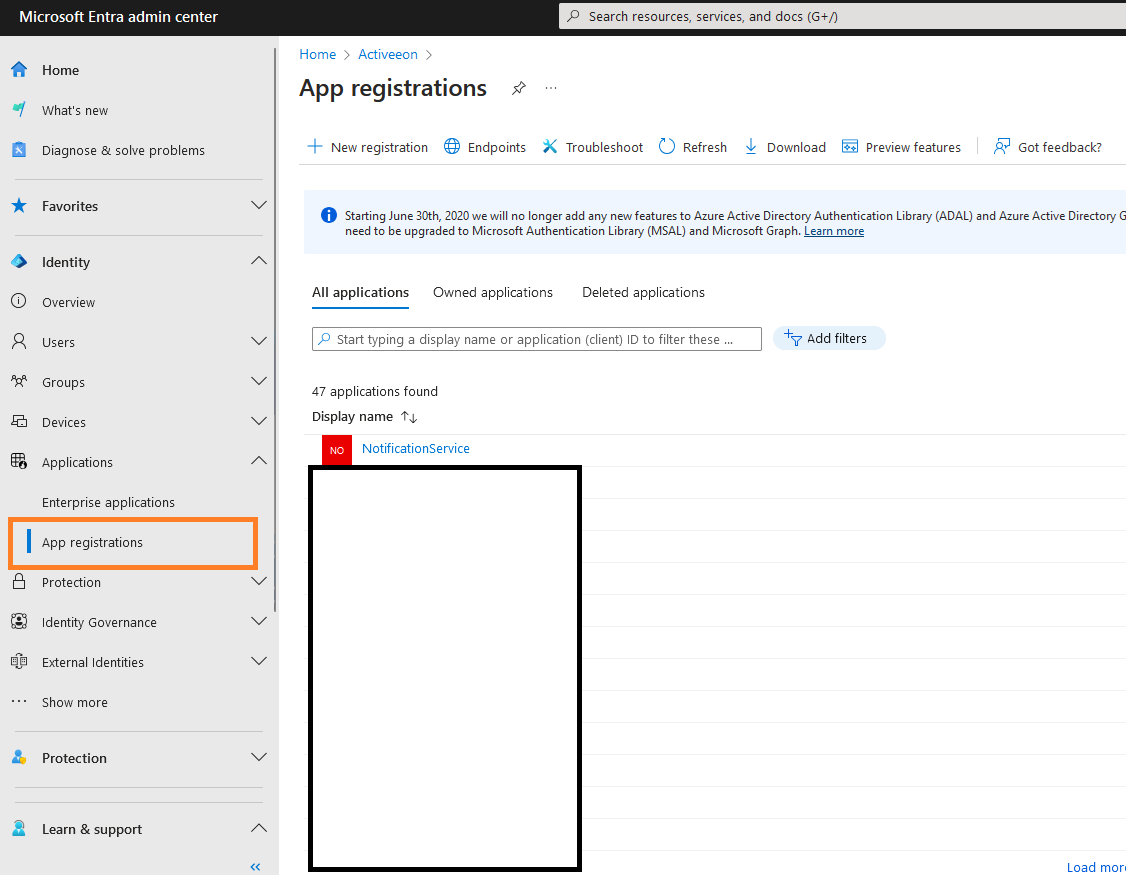 Microsoft Entra admin center
Search resources, services, and docs (G+/)
Home
What's new
Diagnose & solve problems
Favorites
Identity
Overview
Users
Groups
Devices
Applications
Enterprise applications
App registrations
Protection
Identity Governance
External Identities
Show more
Protection
Learn & support
Home > Activeeon >
App registrations
New registration
Endpoints
Troubleshoot
Refresh
Download
Preview features
Got feedback?
Starting June 30th, 2020 we will no longer add any new features to Azure Active Directory Authentication Library (ADAL) and Azure Active Directory G
need to be upgraded to Microsoft Authentication Library (MSAL) and Microsoft Graph. Learn more
All applications
Owned applications
Deleted applications
Start typing a display name or application (client) ID to filter these ...
Add filters
47 applications found
Display name
NO
NotificationService
Load more